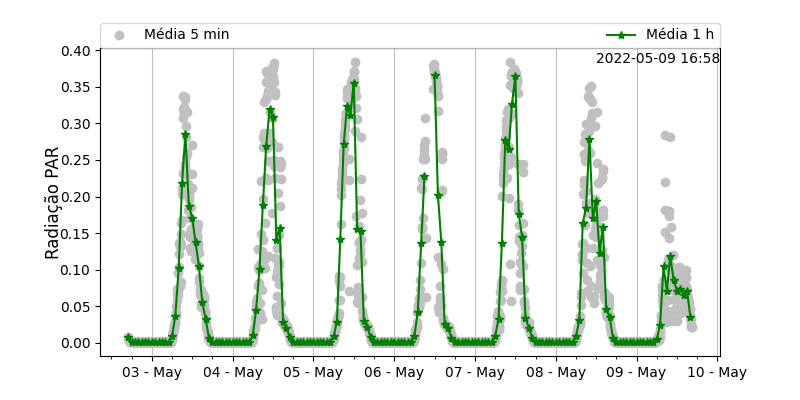 Média 5 min
Média 1 h
2022-05-09 16:58
0.40
0.35
0.30
0.25
0.20
0.15
0.10
0.05
0.00
Radiação PAR
03 - May
04 - May
05 - May
06 - May
07 - May
08 - May
09 - May
10 - May